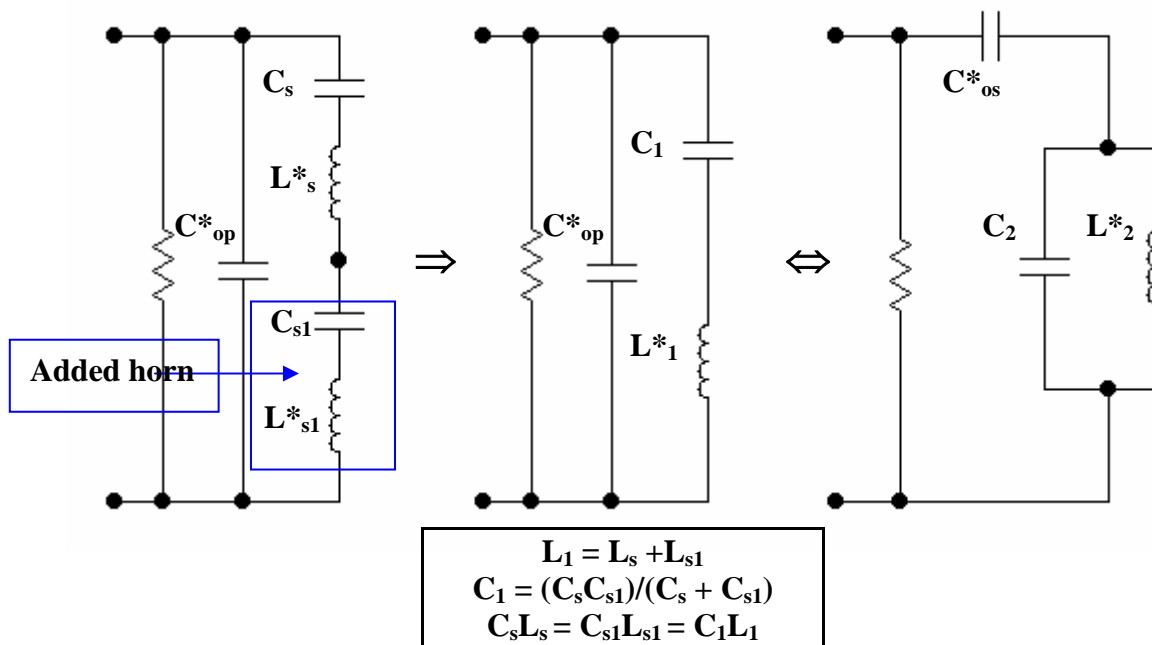 Cₛ
L*ₛ
C*ₒₚ
Cₛ₁
Added horn
L*ₛ₁
⇒
C₁
C*ₒₚ
L*₁
⇔
C*ₒₛ
C₂
L*₂
L₁ = Lₛ +Lₛ₁
C₁ = (CₛCₛ₁)/(Cₛ + Cₛ₁)
CₛLₛ = Cₛ₁Lₛ₁ = C₁L₁